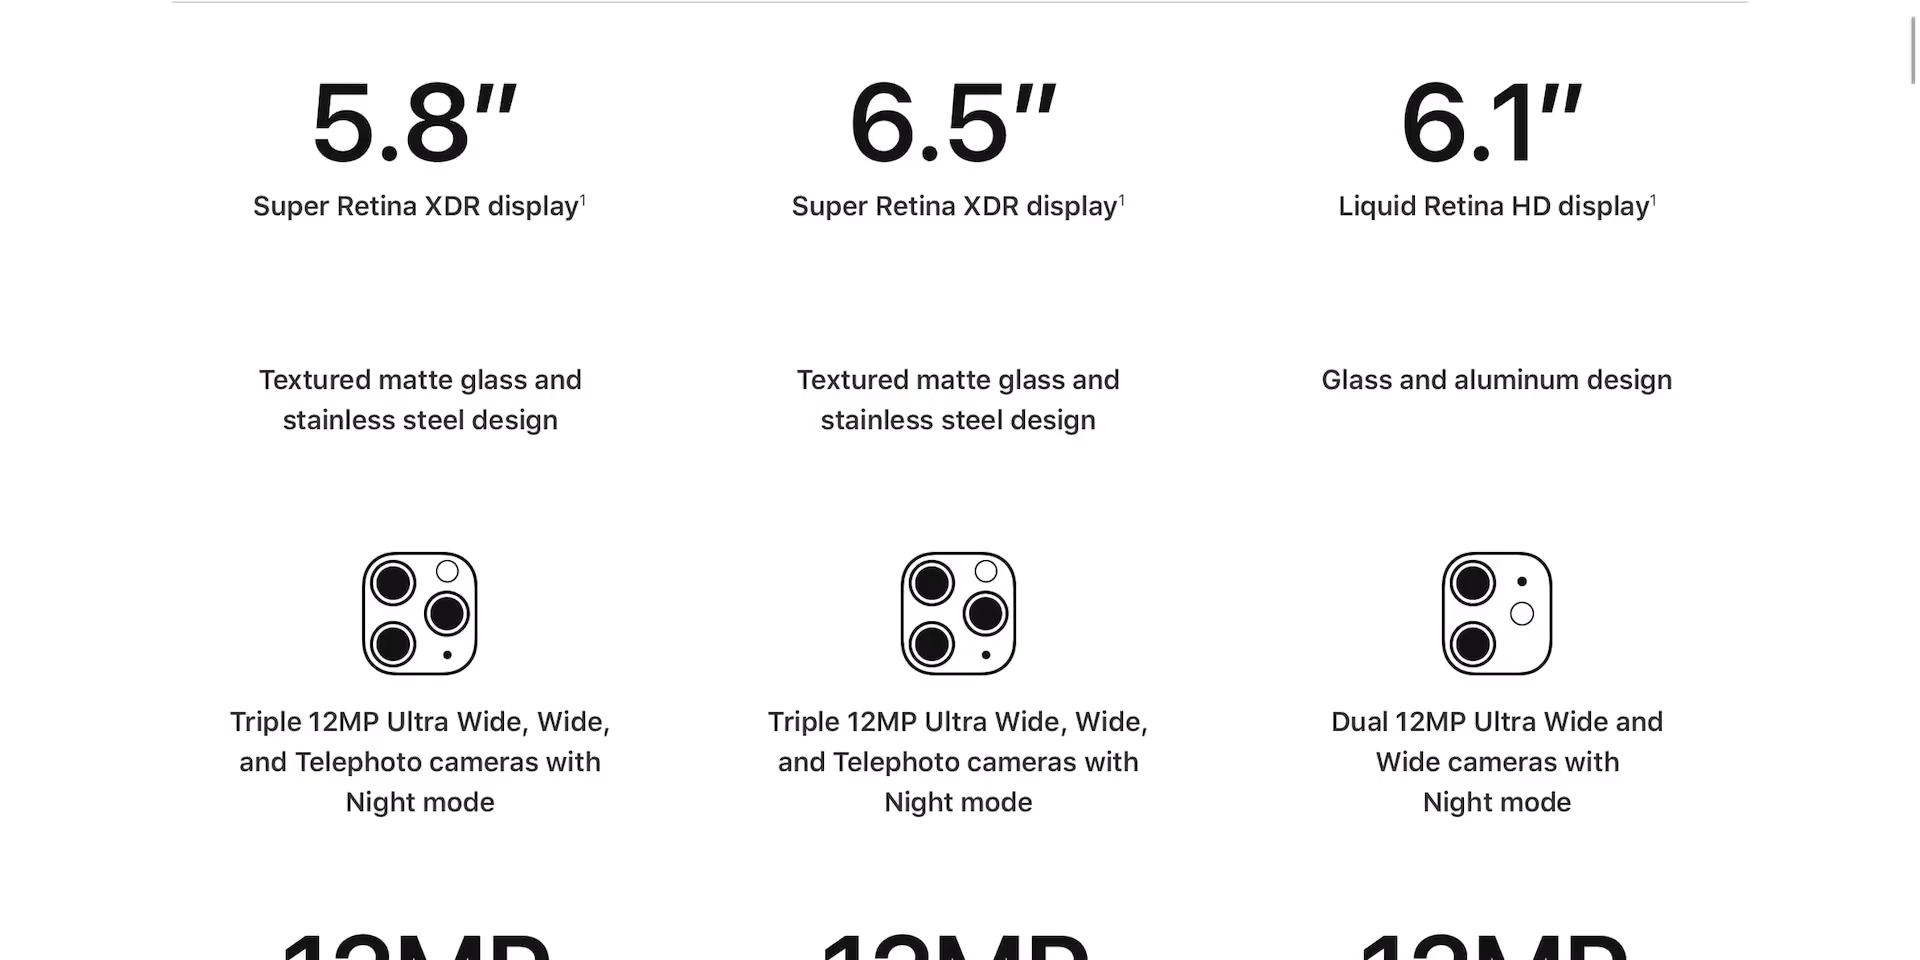 5.8″
6.5″
6.1″
Super Retina XDR display¹
Super Retina XDR display¹
Liquid Retina HD display¹
Textured matte glass and
stainless steel design
Textured matte glass and
stainless steel design
Glass and aluminum design
Triple 12MP Ultra Wide, Wide,
and Telephoto cameras with
Night mode
Triple 12MP Ultra Wide, Wide,
and Telephoto cameras with
Night mode
Dual 12MP Ultra Wide and
Wide cameras with
Night mode
12MP
12MP
12MP